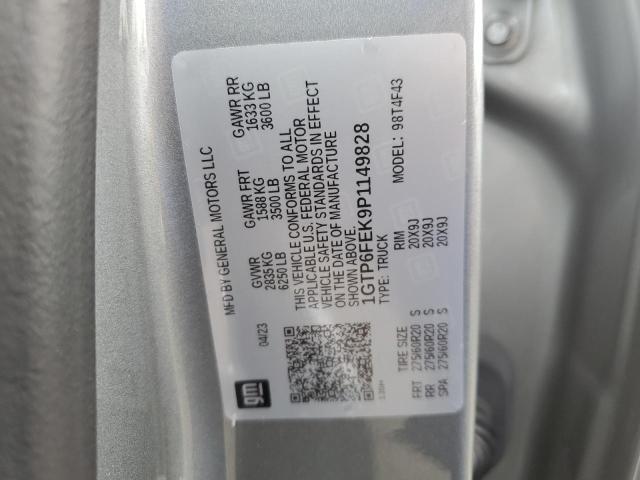 MFD BY GENERAL MOTORS LLC
04/23
GVWR GAWR FRT GAWR RR
2835 KG 1588 KG 1633 KG
6250 LB 3500 LB 3600 LB
THIS VEHICLE CONFORMS TO ALL
APPLICABLE U.S. FEDERAL MOTOR
VEHICLE SAFETY STANDARDS IN EFFECT
ON THE DATE OF MANUFACTURE
SHOWN ABOVE.
1GTP6FEK9P1149828
TYPE: TRUCK MODEL: 98T4F43
TIRE SIZE RIM
FRT 275/60R20 S 20X9J
RR 275/60R20 S 20X9J
SPA 275/60R20 S 20X9J
gm